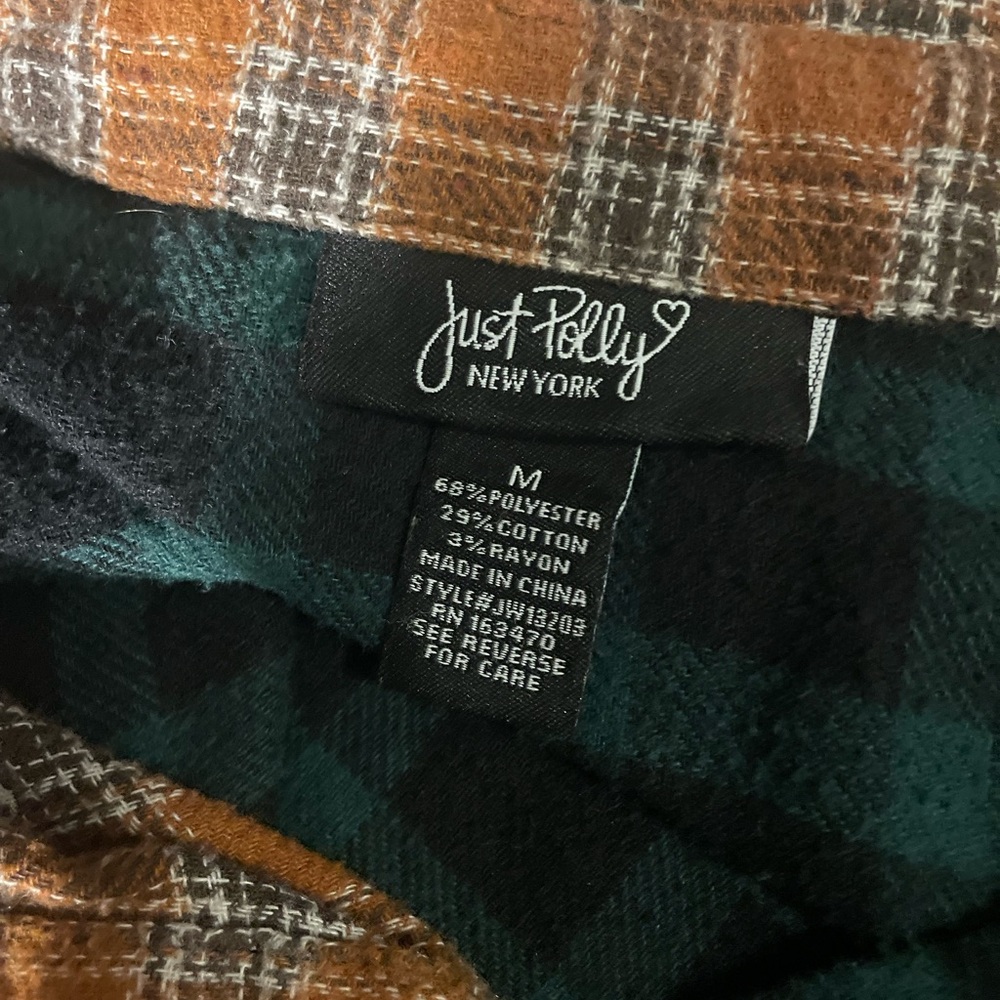 Just Polly
NEW YORK
M
68% POLYESTER
29% COTTON
3% RAYON
MADE IN CHINA
STYLE# JW13203
RN 163470
SEE REVERSE
FOR CARE